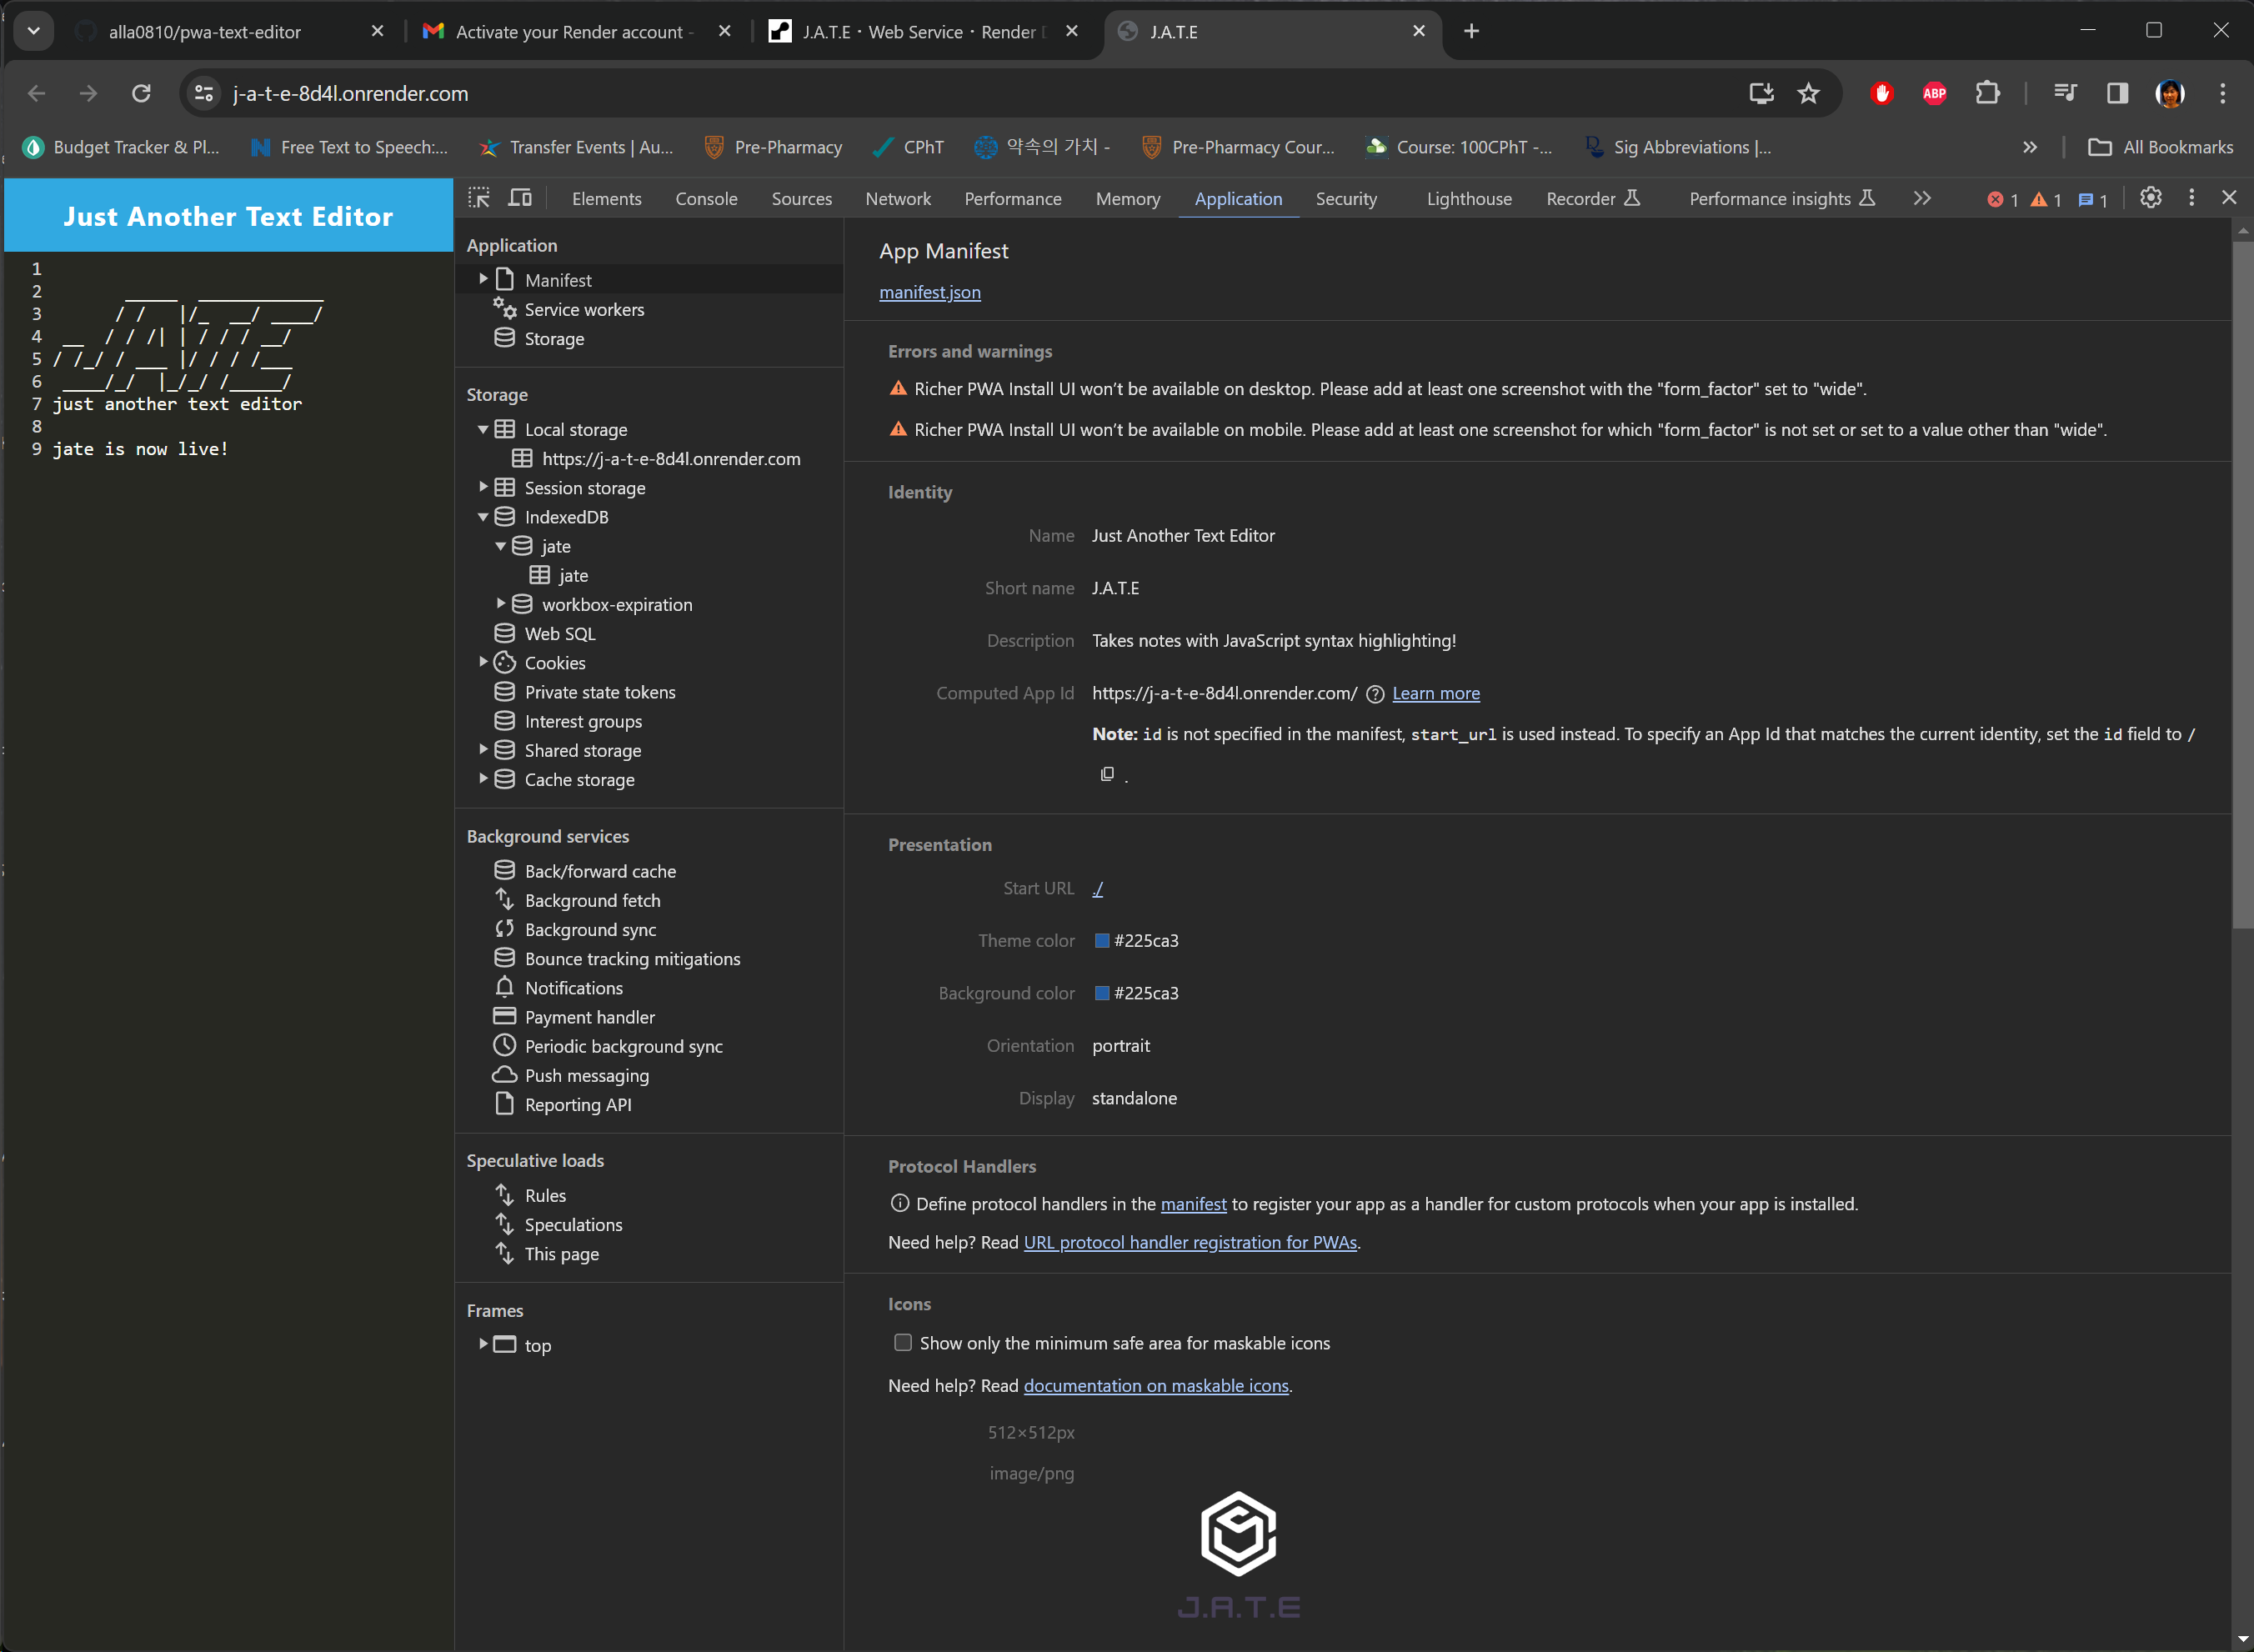 alla0810/pwa-text-editor
Activate your Render account -
J.A.T.E · Web Service · Render
J.A.T.E
j-a-t-e-8d4l.onrender.com
ABP
Budget Tracker & Pl...
Free Text to Speech:...
Transfer Events | Au...
Pre-Pharmacy
CPhT
약속의 가치 -
Pre-Pharmacy Cour...
Course: 100CPhT -...
Sig Abbreviations |...
All Bookmarks
Just Another Text Editor
1
2 _____ ____________
3 / / |/_ __/ ____/
4 __ / / /| | / / / __/
5 / /_/ / ___ |/ / / /___
6 ____/_/ |_/_/ /_____/
7 just another text editor
8
9 jate is now live!
Elements Console Sources Network Performance Memory Application Security Lighthouse Recorder Performance insights 1 1 1
Application
Manifest
Service workers
Storage
Storage
Local storage
https://j-a-t-e-8d4l.onrender.com
Session storage
IndexedDB
jate
jate
workbox-expiration
Web SQL
Cookies
Private state tokens
Interest groups
Shared storage
Cache storage
Background services
Back/forward cache
Background fetch
Background sync
Bounce tracking mitigations
Notifications
Payment handler
Periodic background sync
Push messaging
Reporting API
Speculative loads
Rules
Speculations
This page
Frames
top
App Manifest
manifest.json
Errors and warnings
Richer PWA Install UI won’t be available on desktop. Please add at least one screenshot with the "form_factor" set to "wide".
Richer PWA Install UI won’t be available on mobile. Please add at least one screenshot for which "form_factor" is not set or set to a value other than "wide".
Identity
Name Just Another Text Editor
Short name J.A.T.E
Description Takes notes with JavaScript syntax highlighting!
Computed App Id https://j-a-t-e-8d4l.onrender.com/ Learn more
Note: id is not specified in the manifest, start_url is used instead. To specify an App Id that matches the current identity, set the id field to /
.
Presentation
Start URL ./
Theme color #225ca3
Background color #225ca3
Orientation portrait
Display standalone
Protocol Handlers
Define protocol handlers in the manifest to register your app as a handler for custom protocols when your app is installed.
Need help? Read URL protocol handler registration for PWAs.
Icons
Show only the minimum safe area for maskable icons
Need help? Read documentation on maskable icons.
512×512px
image/png
J.A.T.E